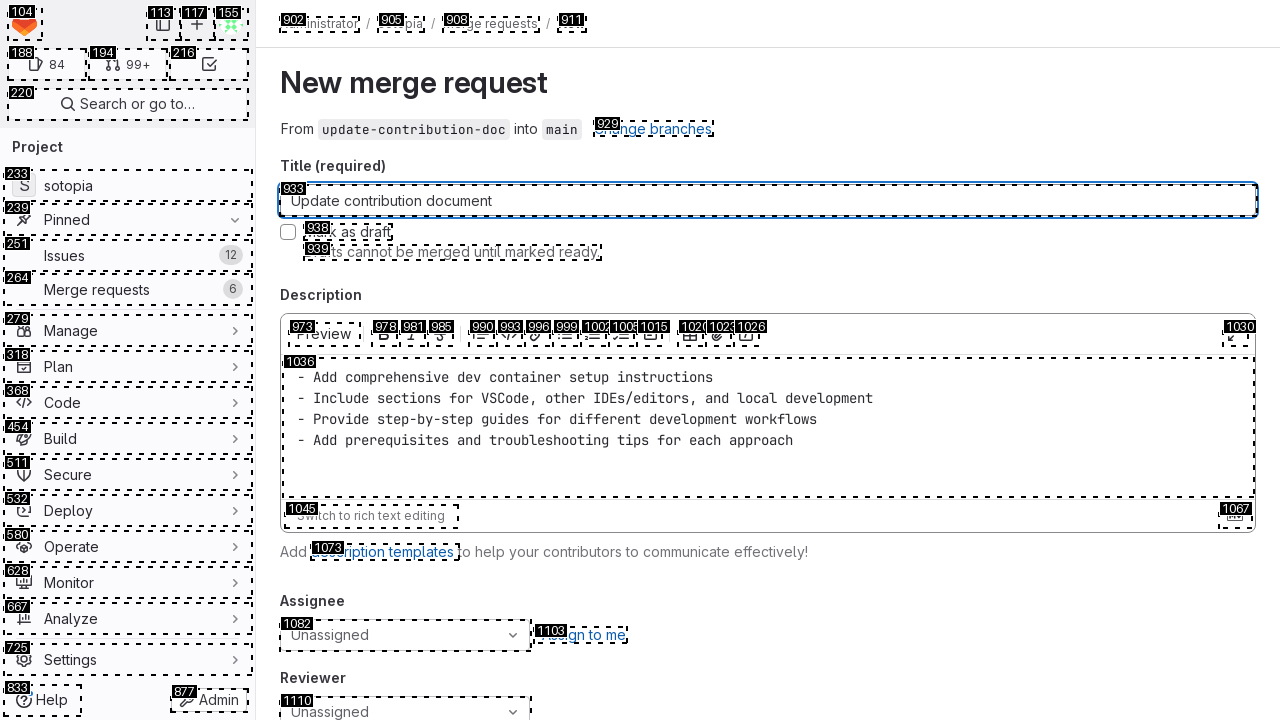 104
113
117
155
188
84
194
99+
216
220
Search or go to…
Project
233
S
sotopia
239
Pinned
251
Issues
12
264
Merge requests
6
279
Manage
318
Plan
368
Code
454
Build
511
Secure
532
Deploy
580
Operate
628
Monitor
667
Analyze
725
Settings
833
Help
877
Admin
902 / 905 / 908 requests / 911
New merge request
From update-contribution-doc into main 929 branches
Title (required)
933
Update contribution document
938 as draft
939 cannot be merged until marked ready.
Description
973
Preview
978 981 985 990 993 996 999 1002 1005 1015 1020 1023 1026 1030
1036
- Add comprehensive dev container setup instructions
- Include sections for VSCode, other IDEs/editors, and local development
- Provide step-by-step guides for different development workflows
- Add prerequisites and troubleshooting tips for each approach
1045
Switch to rich text editing
1067
Add 1073 templates to help your contributors to communicate effectively!
Assignee
1082
Unassigned
1103 to me
Reviewer
1110
Unassigned